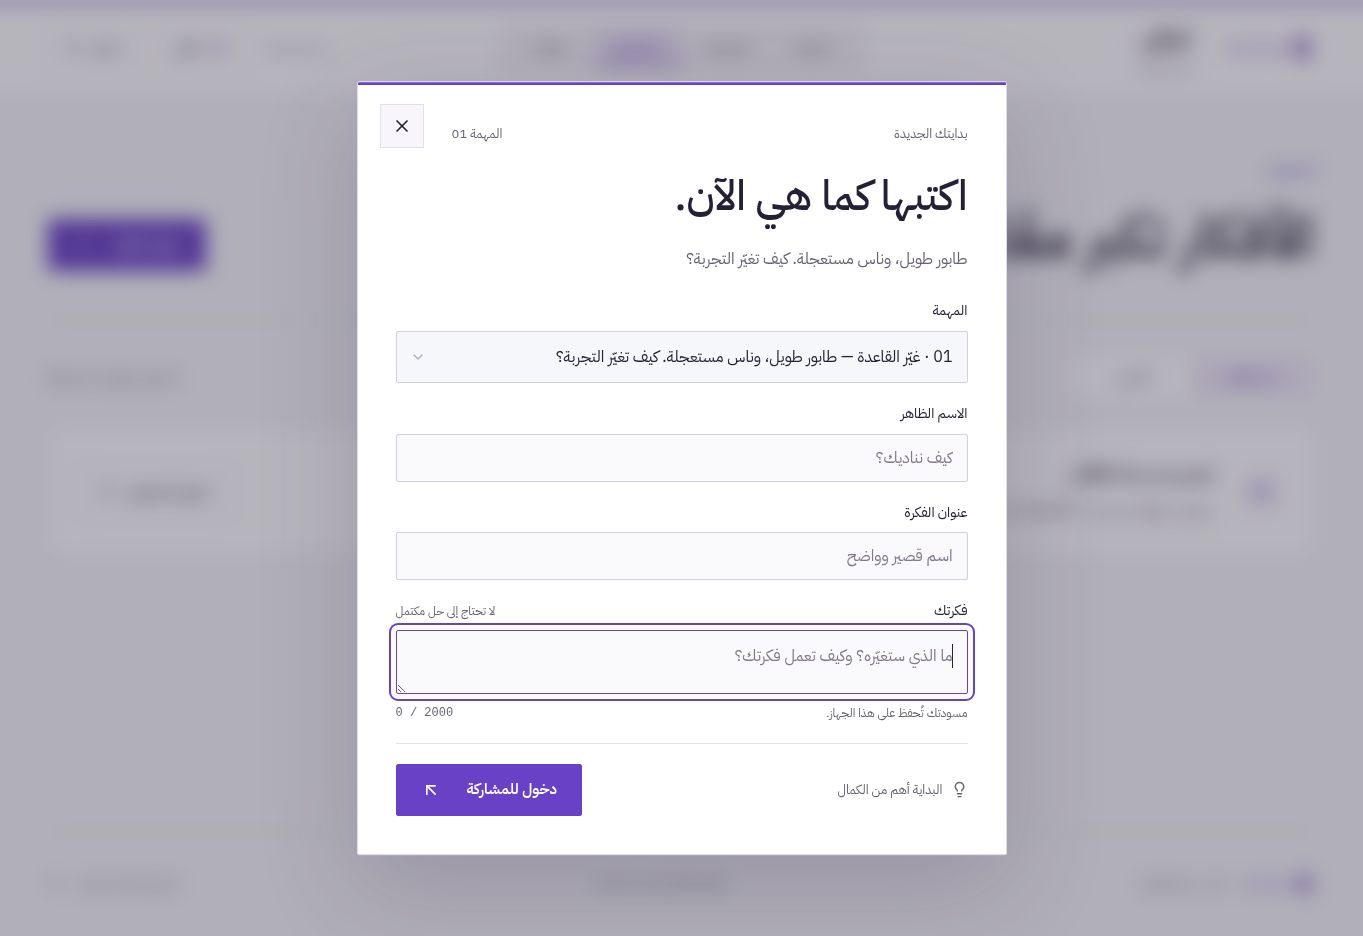 بدايتك الجديدة
المهمة 01
اكتبها كما هي الآن.
طابور طويل، وناس مستعجلة. كيف تغيّر التجربة؟
المهمة
01 · غيّر القاعدة — طابور طويل، وناس مستعجلة. كيف تغيّر التجربة؟
الاسم الظاهر
كيف نناديك؟
عنوان الفكرة
اسم قصير وواضح
فكرتك
لا تحتاج إلى حل مكتمل
ما الذي ستغيّره؟ وكيف تعمل فكرتك؟
مسودتك تُحفظ على هذا الجهاز.
0 / 2000
البداية أهم من الكمال
دخول للمشاركة